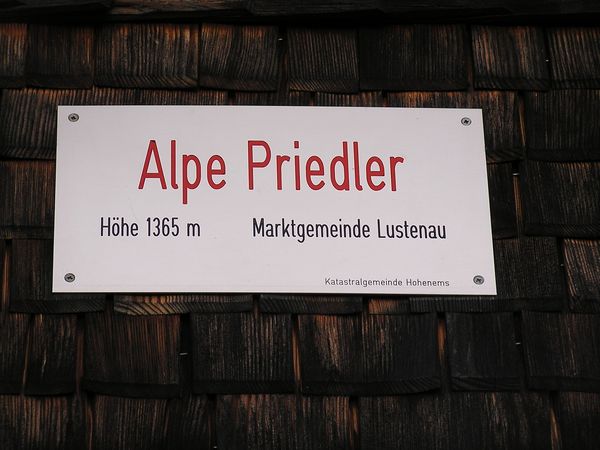 Alpe Priedler
Höhe 1365 m Marktgemeinde Lustenau
Katastralgemeinde Hohenems